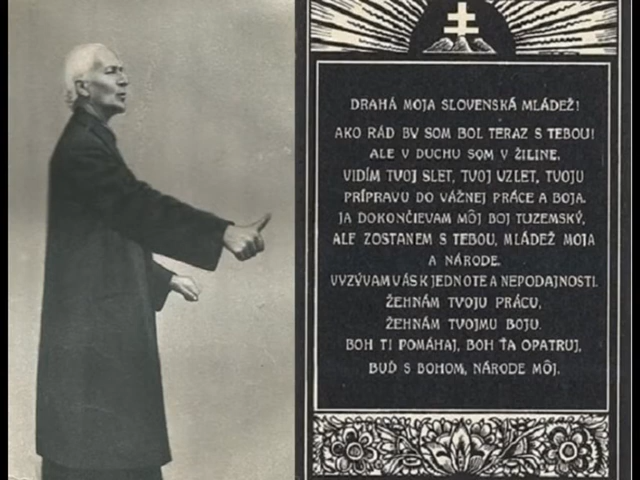 DRAHÁ MOJA SLOVENSKÁ MLÁDEŽ!
AKO RÁD BV SOM BOL TERAZ S TEBOU!
ALE V DUCHU SOM V ŽILINE.
VIDÍM TVOJ SLET, TVOJ VZLET, TVOJU
PRÍPRAVU DO VÁŽNEJ PRÁCE A BOJA.
JA DOKONČIEVAM MÔJ BOJ TUZEMSKÝ,
ALE ZOSTANEM S TEBOU, MLÁDEŽ MOJA
A NÁRODE.
VYZÝVAM VÁS K JEDNOTE A NEPODAJNOSTI.
ŽEHNÁM TVOJU PRÁCU,
ŽEHNÁM TVOJMU BOJU.
BOH TI POMÁHAJ, BOH ŤA OPATRUJ,
BUĎ S BOHOM, NÁRODE MÔJ.